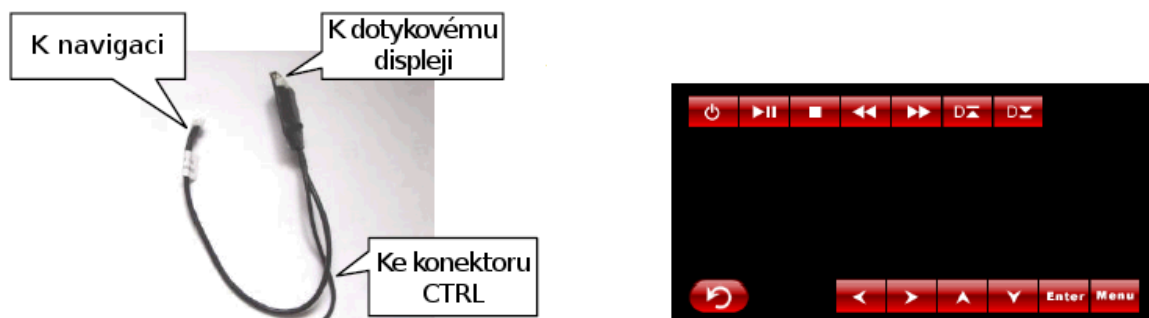 K navigaci
K dotykovému
displeji
Ke konektoru
CTRL
D
D
Enter
Menu